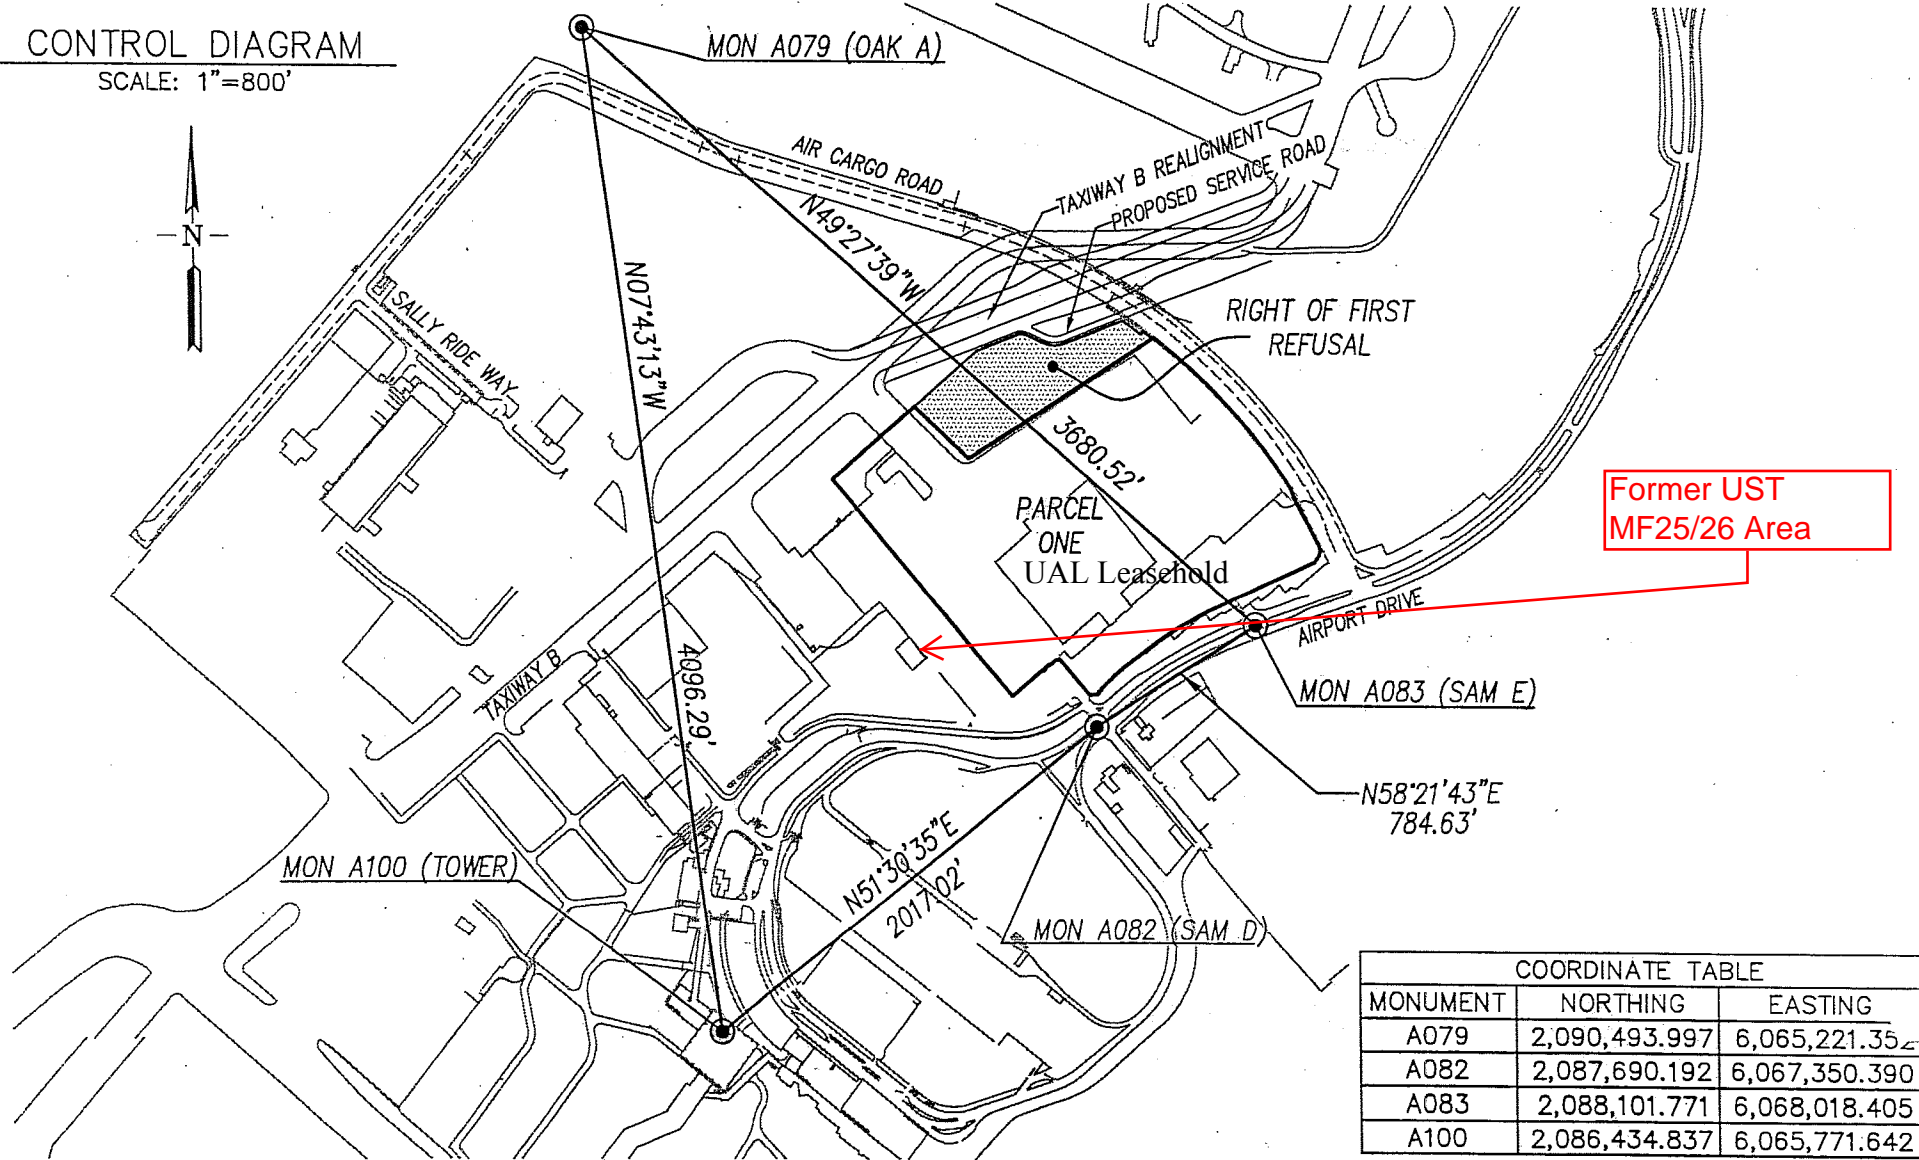 CONTROL DIAGRAM
SCALE: 1"=800'
N
MON A079 (OAK A)
AIR CARGO ROAD
TAXIWAY B REALIGNMENT
PROPOSED SERVICE ROAD
N49°27'39"W
3680.52'
N07°43'13"W
4096.29'
SALLY RIDE WAY
RIGHT OF FIRST
REFUSAL
PARCEL
ONE
UAL Leasehold
Former UST
MF25/26 Area
AIRPORT DRIVE
MON A083 (SAM E)
TAXIWAY B
N58°21'43"E
784.63'
MON A100 (TOWER)
N51°30'35"E
2017.02'
MON A082 (SAM D)
COORDINATE TABLE
MONUMENT NORTHING EASTING
A079 2,090,493.997 6,065,221.35
A082 2,087,690.192 6,067,350.390
A083 2,088,101.771 6,068,018.405
A100 2,086,434.837 6,065,771.642